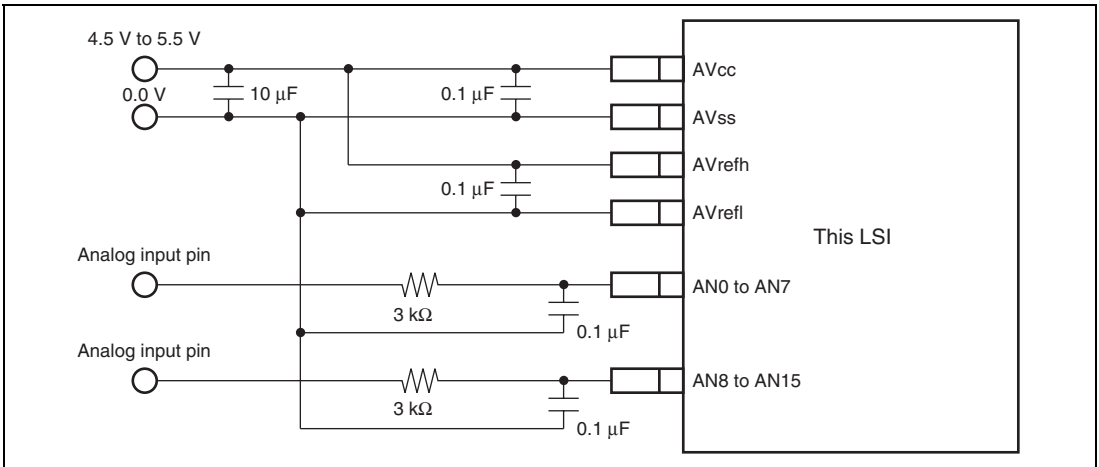 4.5 V to 5.5 V
AVcc
0.0 V
10 μF
0.1 μF
AVss
AVrefh
0.1 μF
AVrefl
This LSI
Analog input pin
AN0 to AN7
3 kΩ
0.1 μF
Analog input pin
AN8 to AN15
3 kΩ
0.1 μF